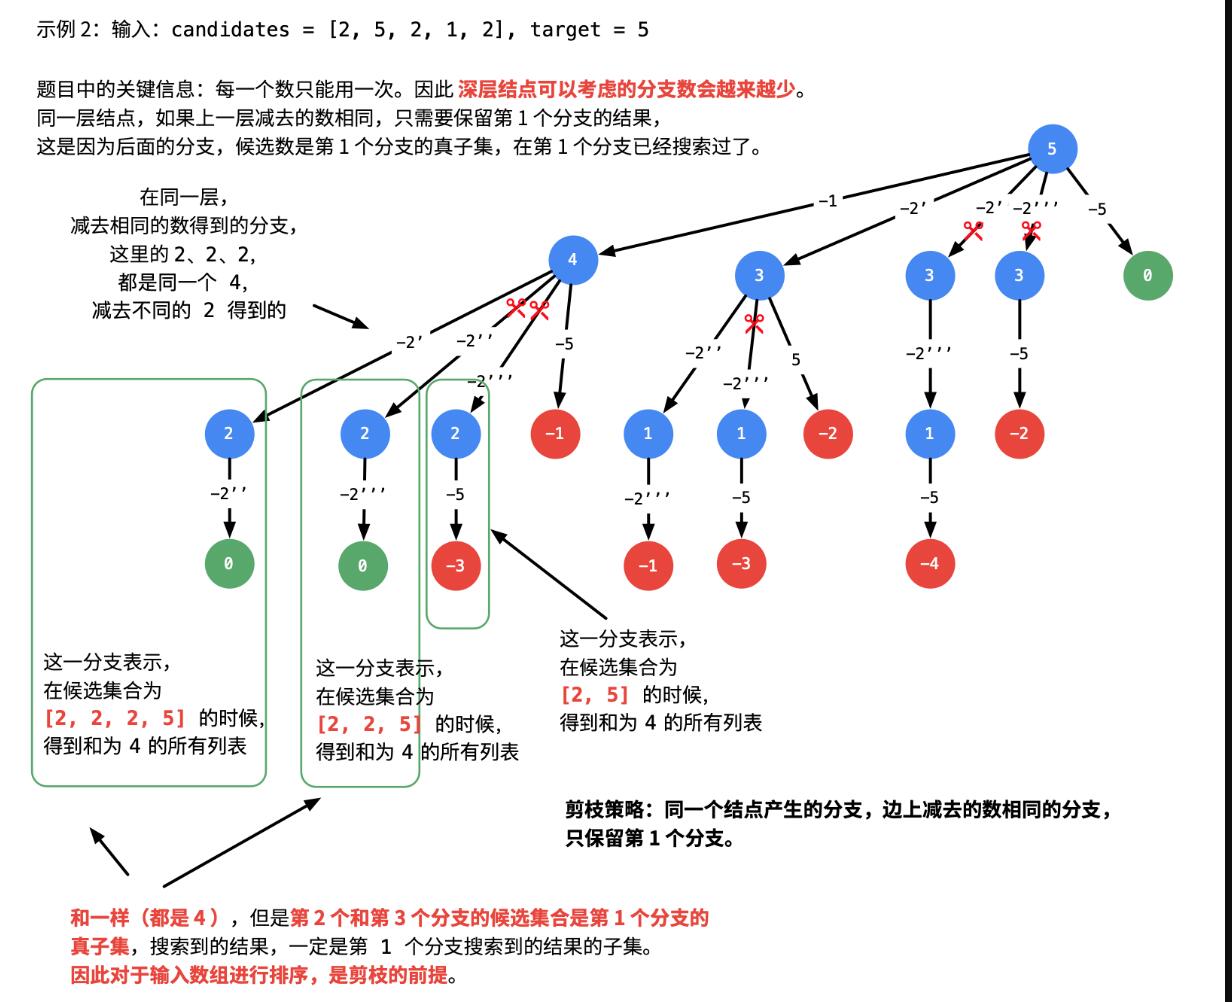 示例 2：输入：candidates = [2, 5, 2, 1, 2], target = 5
题目中的关键信息：每一个数只能用一次。因此 深层结点可以考虑的分支数会越来越少。
同一层结点，如果上一层减去的数相同，只需要保留第 1 个分支的结果，
这是因为后面的分支，候选数是第 1 个分支的真子集，在第 1 个分支已经搜索过了。
5
在同一层，
减去相同的数得到的分支，
这里的 2、2、2，
都是同一个 4，
减去不同的 2 得到的
-1
-2’
-2’’
-2’’’
-5
4
3
3
3
0
-2’
-2’’
-2’’’
-5
-2’’
-2’’’
5
-2’’’
-5
2
2
2
-1
1
1
-2
1
-2
-2’’
-2’’’
-5
-2’’’
-5
-5
0
0
-3
-1
-3
-4
这一分支表示，
在候选集合为
[2, 2, 2, 5] 的时候，
得到和为 4 的所有列表
这一分支表示，
在候选集合为
[2, 2, 5] 的时候，
得到和为 4 的所有列表
这一分支表示，
在候选集合为
[2, 5] 的时候，
得到和为 4 的所有列表
剪枝策略：同一个结点产生的分支，边上减去的数相同的分支，
只保留第 1 个分支。
和一样（都是 4 ），但是第 2 个和第 3 个分支的候选集合是第 1 个分支的
真子集，搜索到的结果，一定是第 1 个分支搜索到的结果的子集。
因此对于输入数组进行排序，是剪枝的前提。